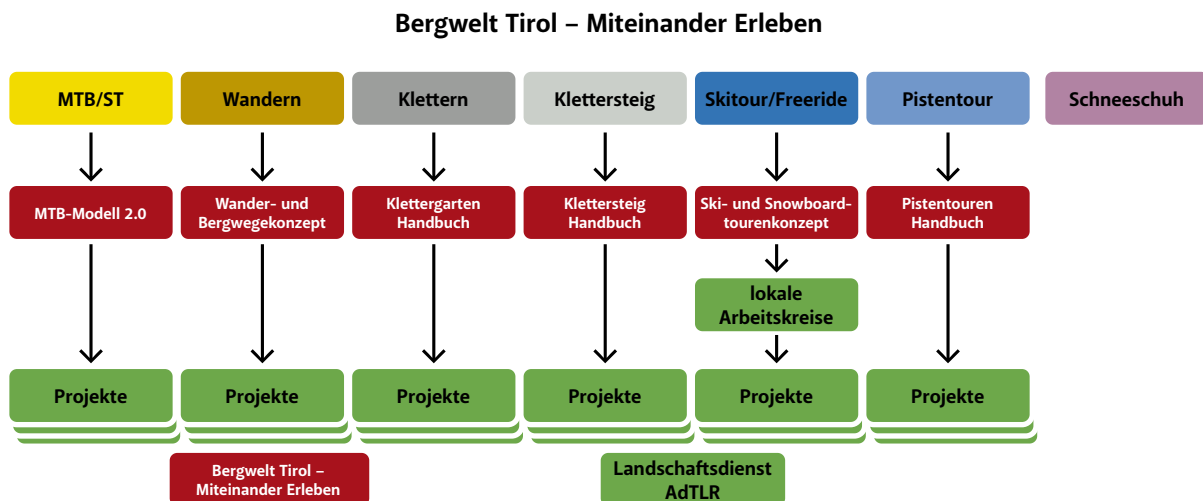 Bergwelt Tirol – Miteinander Erleben
MTB/ST
Wandern
Klettern
Klettersteig
Skitour/Freeride
Pistentour
Schneeschuh
MTB-Modell 2.0
Wander- und
Bergwegekonzept
Klettergarten
Handbuch
Klettersteig
Handbuch
Ski- und Snowboard-
tourenkonzept
Pistentouren
Handbuch
lokale
Arbeitskreise
Projekte
Projekte
Projekte
Projekte
Projekte
Projekte
Bergwelt Tirol –
Miteinander Erleben
Landschaftsdienst
AdTLR